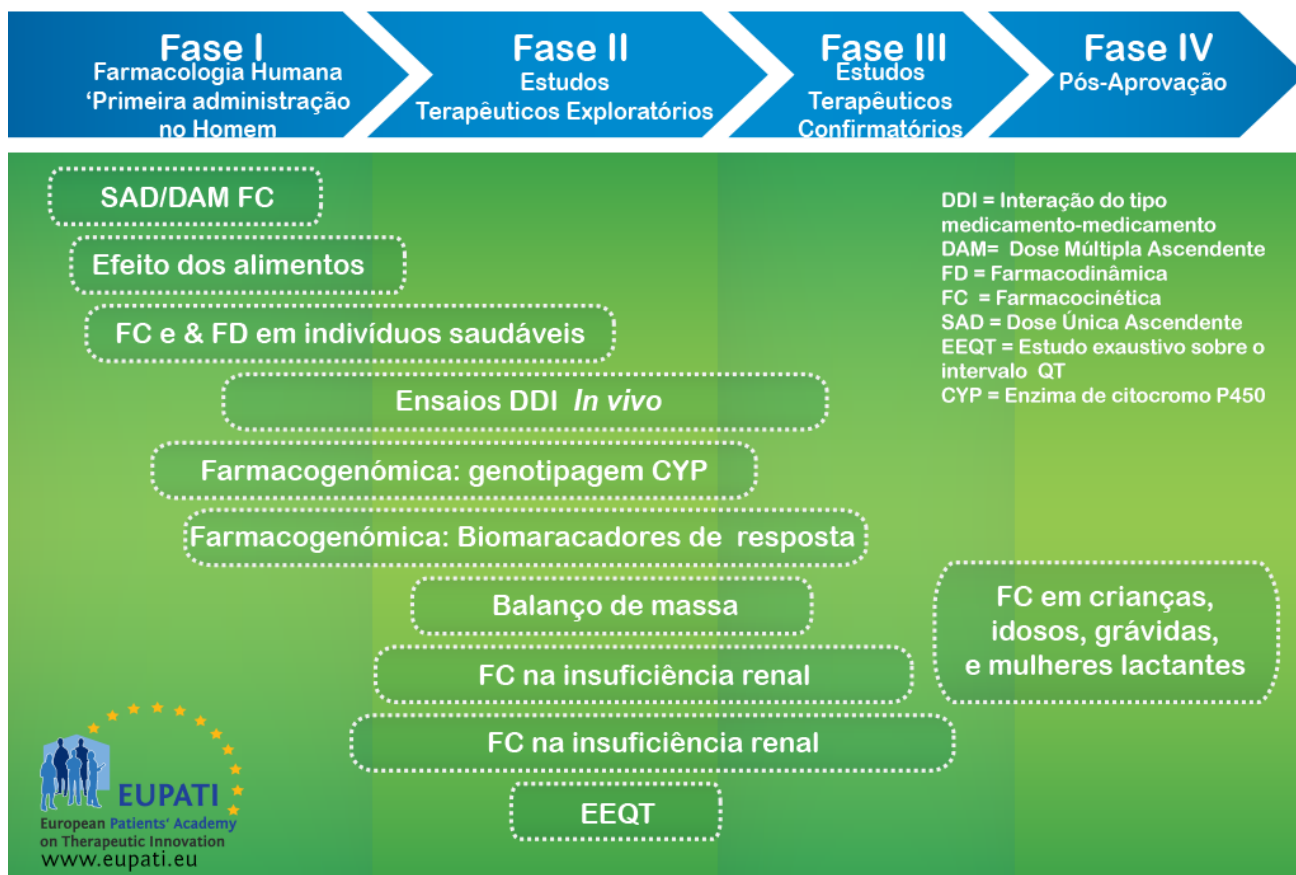 Fase I
Farmacologia Humana
‘Primeira administração
no Homem
Fase II
Estudos
Terapêuticos Exploratórios
Fase III
Estudos
Terapêuticos
Confirmatórios
Fase IV
Pós-Aprovação
SAD/DAM FC
Efeito dos alimentos
FC e & FD em indivíduos saudáveis
Ensaios DDI In vivo
Farmacogenómica: genotipagem CYP
Farmacogenómica: Biomaracadores de resposta
Balanço de massa
FC na insuficiência renal
FC na insuficiência renal
EEQT
DDI = Interação do tipo
medicamento-medicamento
DAM= Dose Múltipla Ascendente
FD = Farmacodinâmica
FC = Farmacocinética
SAD = Dose Única Ascendente
EEQT = Estudo exaustivo sobre o
intervalo QT
CYP = Enzima de citocromo P450
FC em crianças,
idosos, grávidas,
e mulheres lactantes
EUPATI
European Patients’ Academy
on Therapeutic Innovation
www.eupati.eu